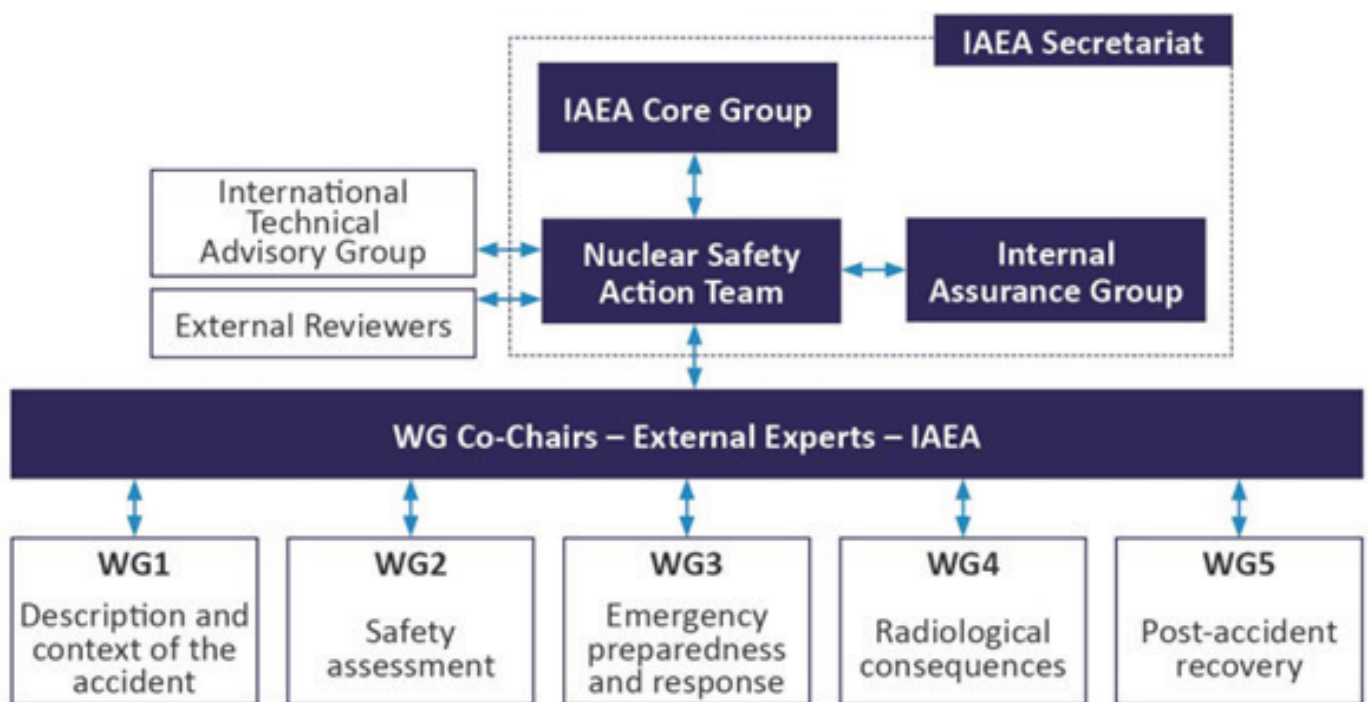 IAEA Secretariat
IAEA Core Group
International
Technical
Advisory Group
External Reviewers
Nuclear Safety
Action Team
Internal
Assurance Group
WG Co-Chairs – External Experts – IAEA
WG1
Description and
context of the
accident
WG2
Safety
assessment
WG3
Emergency
preparedness
and response
WG4
Radiological
consequences
WG5
Post-accident
recovery